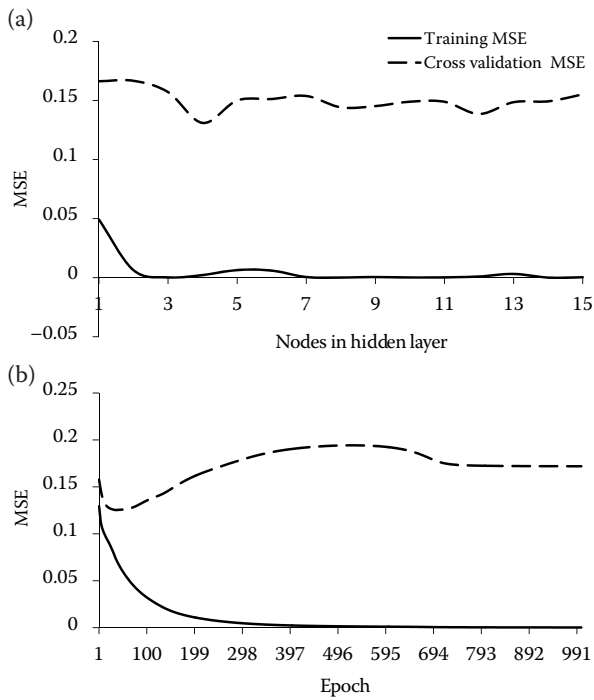 (a)
0.2
0.15
0.1
0.05
0
−0.05
MSE
Training MSE
Cross validation MSE
1 3 5 7 9 11 13 15
Nodes in hidden layer
(b)
0.25
0.2
0.15
0.1
0.05
0
MSE
1 100 199 298 397 496 595 694 793 892 991
Epoch